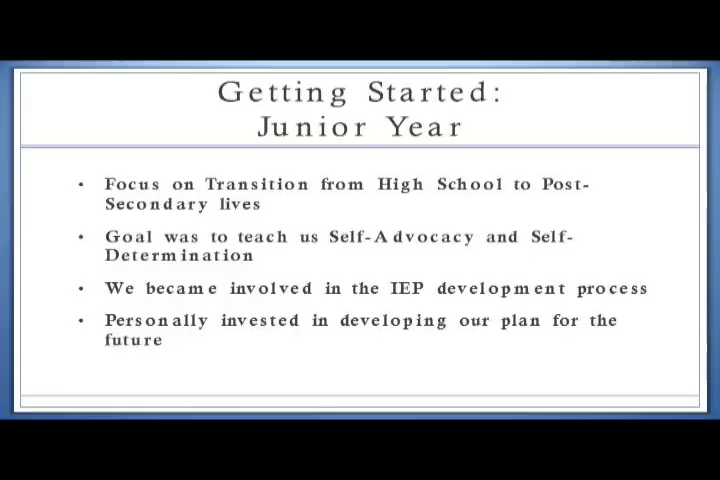 Getting Started:
Junior Year
• Focus on Transition from High School to Post-
Secondary lives
• Goal was to teach us Self-Advocacy and Self-
Determination
• We became involved in the IEP development process
• Personally invested in developing our plan for the
future